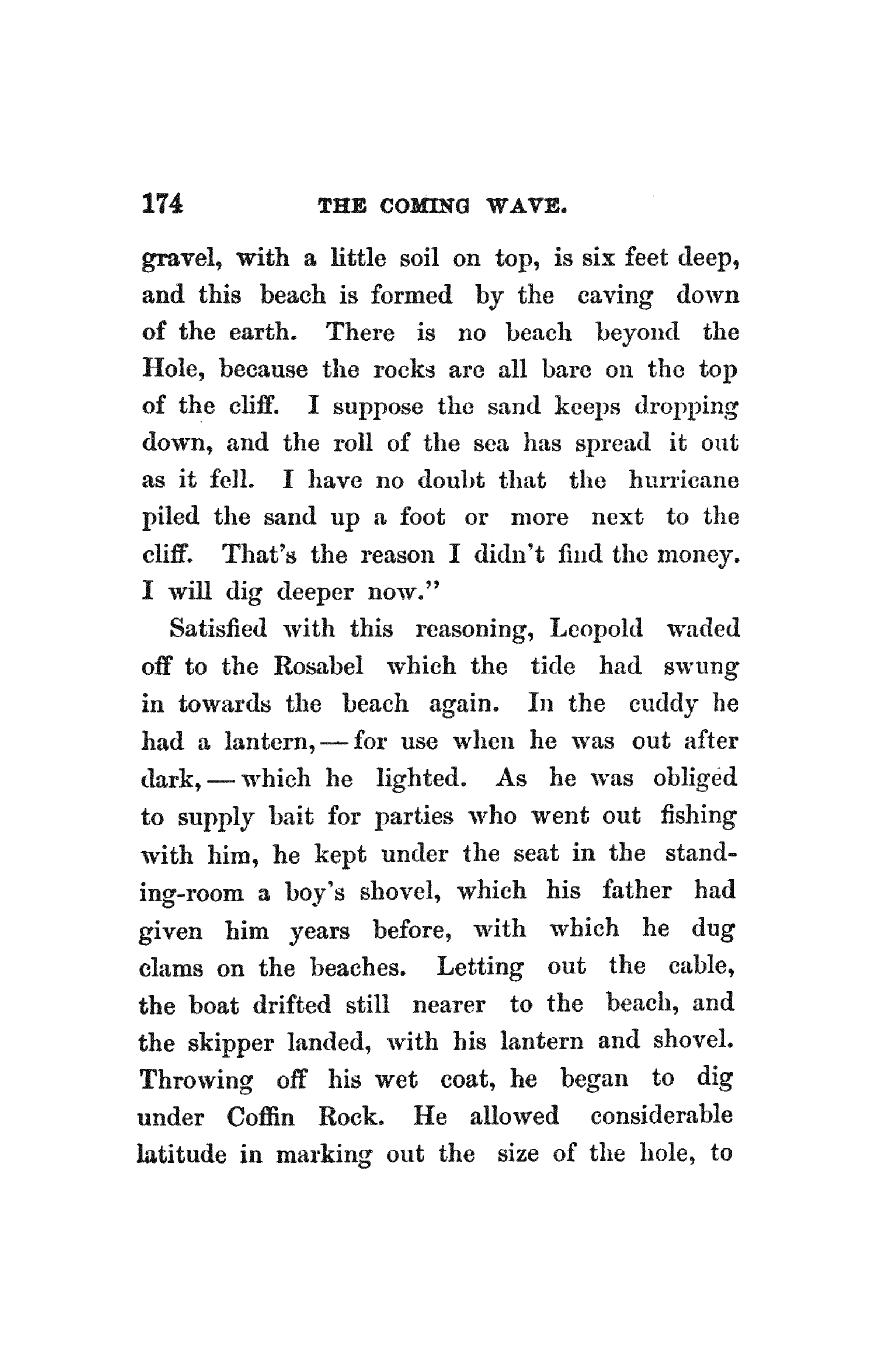 174 THE COMING WAVE.
gravel, with a little soil on top, is six feet deep,
and this beach is formed by the caving down
of the earth. There is no beach beyond the
Hole, because the rocks are all bare on the top
of the cliff. I suppose the sand keeps dropping
down, and the roll of the sea has spread it out
as it fell. I have no doubt that the hurricane
piled the sand up a foot or more next to the
cliff. That's the reason I didn't find the money.
I will dig deeper now."
Satisfied with this reasoning, Leopold waded
off to the Rosabel which the tide had swung
in towards the beach again. In the cuddy he
had a lantern, — for use when he was out after
dark, — which he lighted. As he was obliged
to supply bait for parties who went out fishing
with him, he kept under the seat in the stand-
ing-room a boy's shovel, which his father had
given him years before, with which he dug
clams on the beaches. Letting out the cable,
the boat drifted still nearer to the beach, and
the skipper landed, with his lantern and shovel.
Throwing off his wet coat, he began to dig
under Coffin Rock. He allowed considerable
latitude in marking out the size of the hole, to